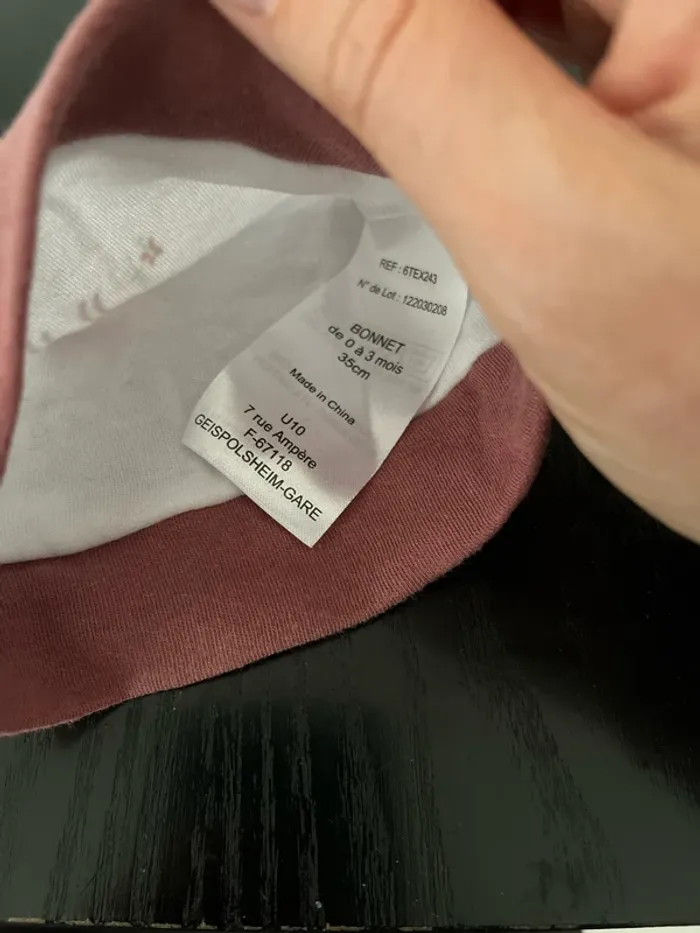 REF : 6TEX243
N° de Lot : 122030208
BONNET
de 0 à 3 mois
35cm
Made in China
U10
7 rue Ampère
F-67118
GEISPOLSHEIM-GARE